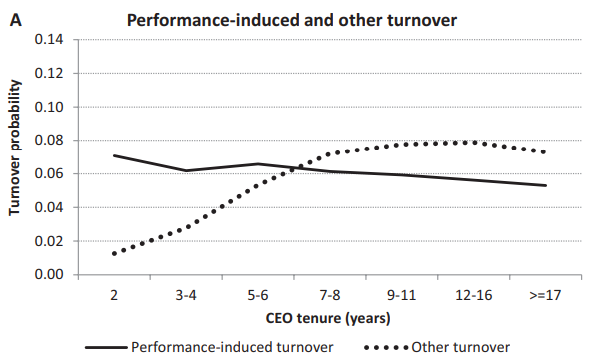 A
Performance-induced and other turnover
Turnover probability
0.14
0.12
0.10
0.08
0.06
0.04
0.02
0.00
2 3-4 5-6 7-8 9-11 12-16 >=17
CEO tenure (years)
Performance-induced turnover Other turnover